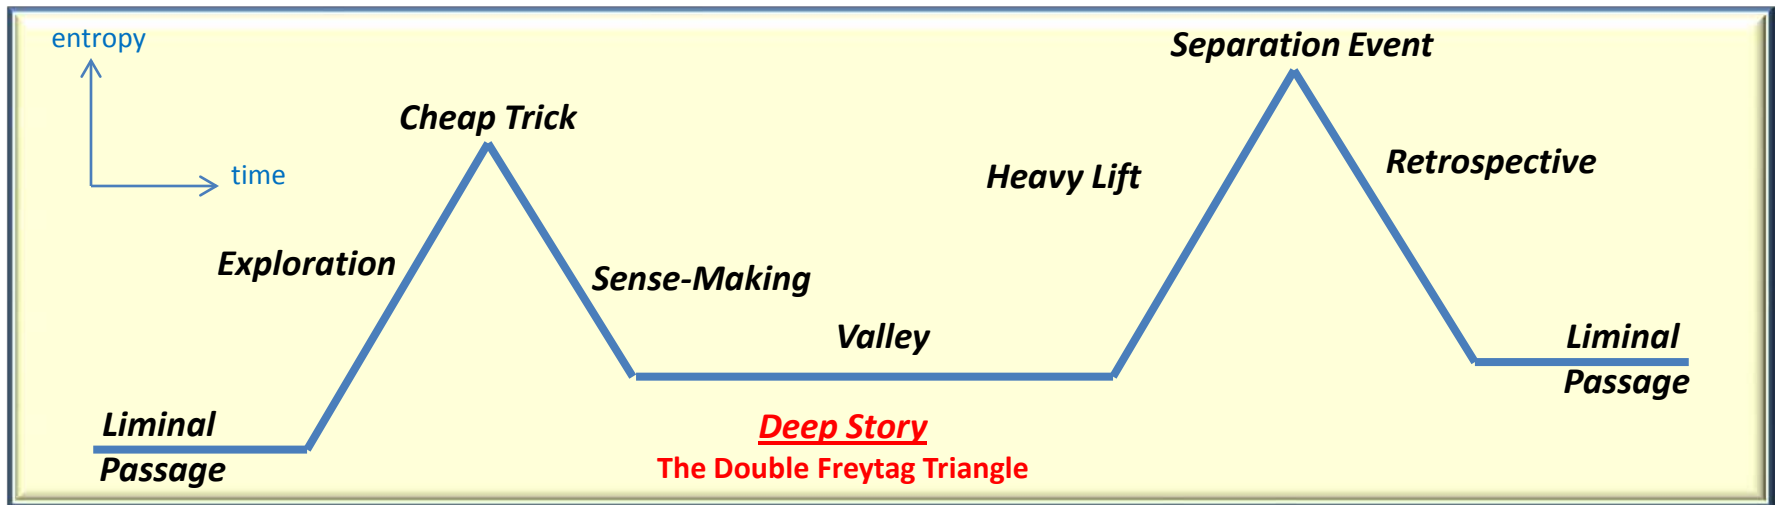 entropy
time
Liminal
Passage
Exploration
Cheap Trick
Sense-Making
Valley
Heavy Lift
Separation Event
Retrospective
Liminal
Passage
Deep Story
The Double Freytag Triangle